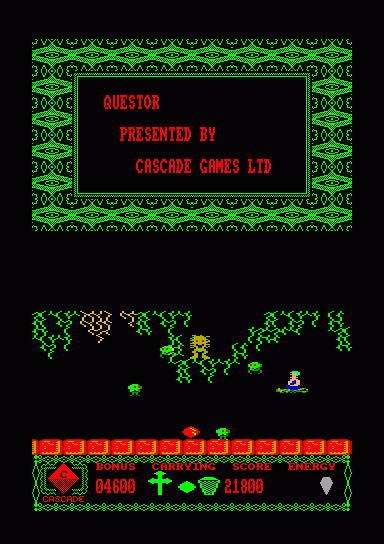 QUESTOR
PRESENTED BY
CASCADE GAMES LTD
BONUS CARRYING SCORE ENERGY
C
04600 21800
CASCADE